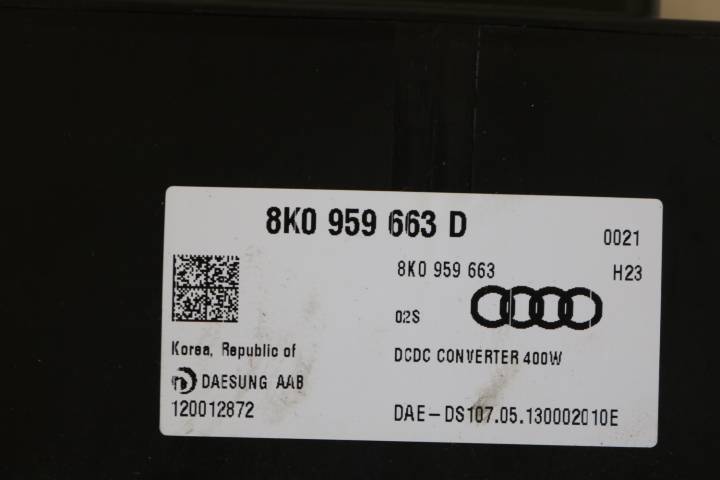 8K0 959 663 D
0021
8K0 959 663
H23
02S
Korea, Republic of
DCDC CONVERTER 400W
DAESUNG AAB
120012872
DAE-DS107.05.130002010E